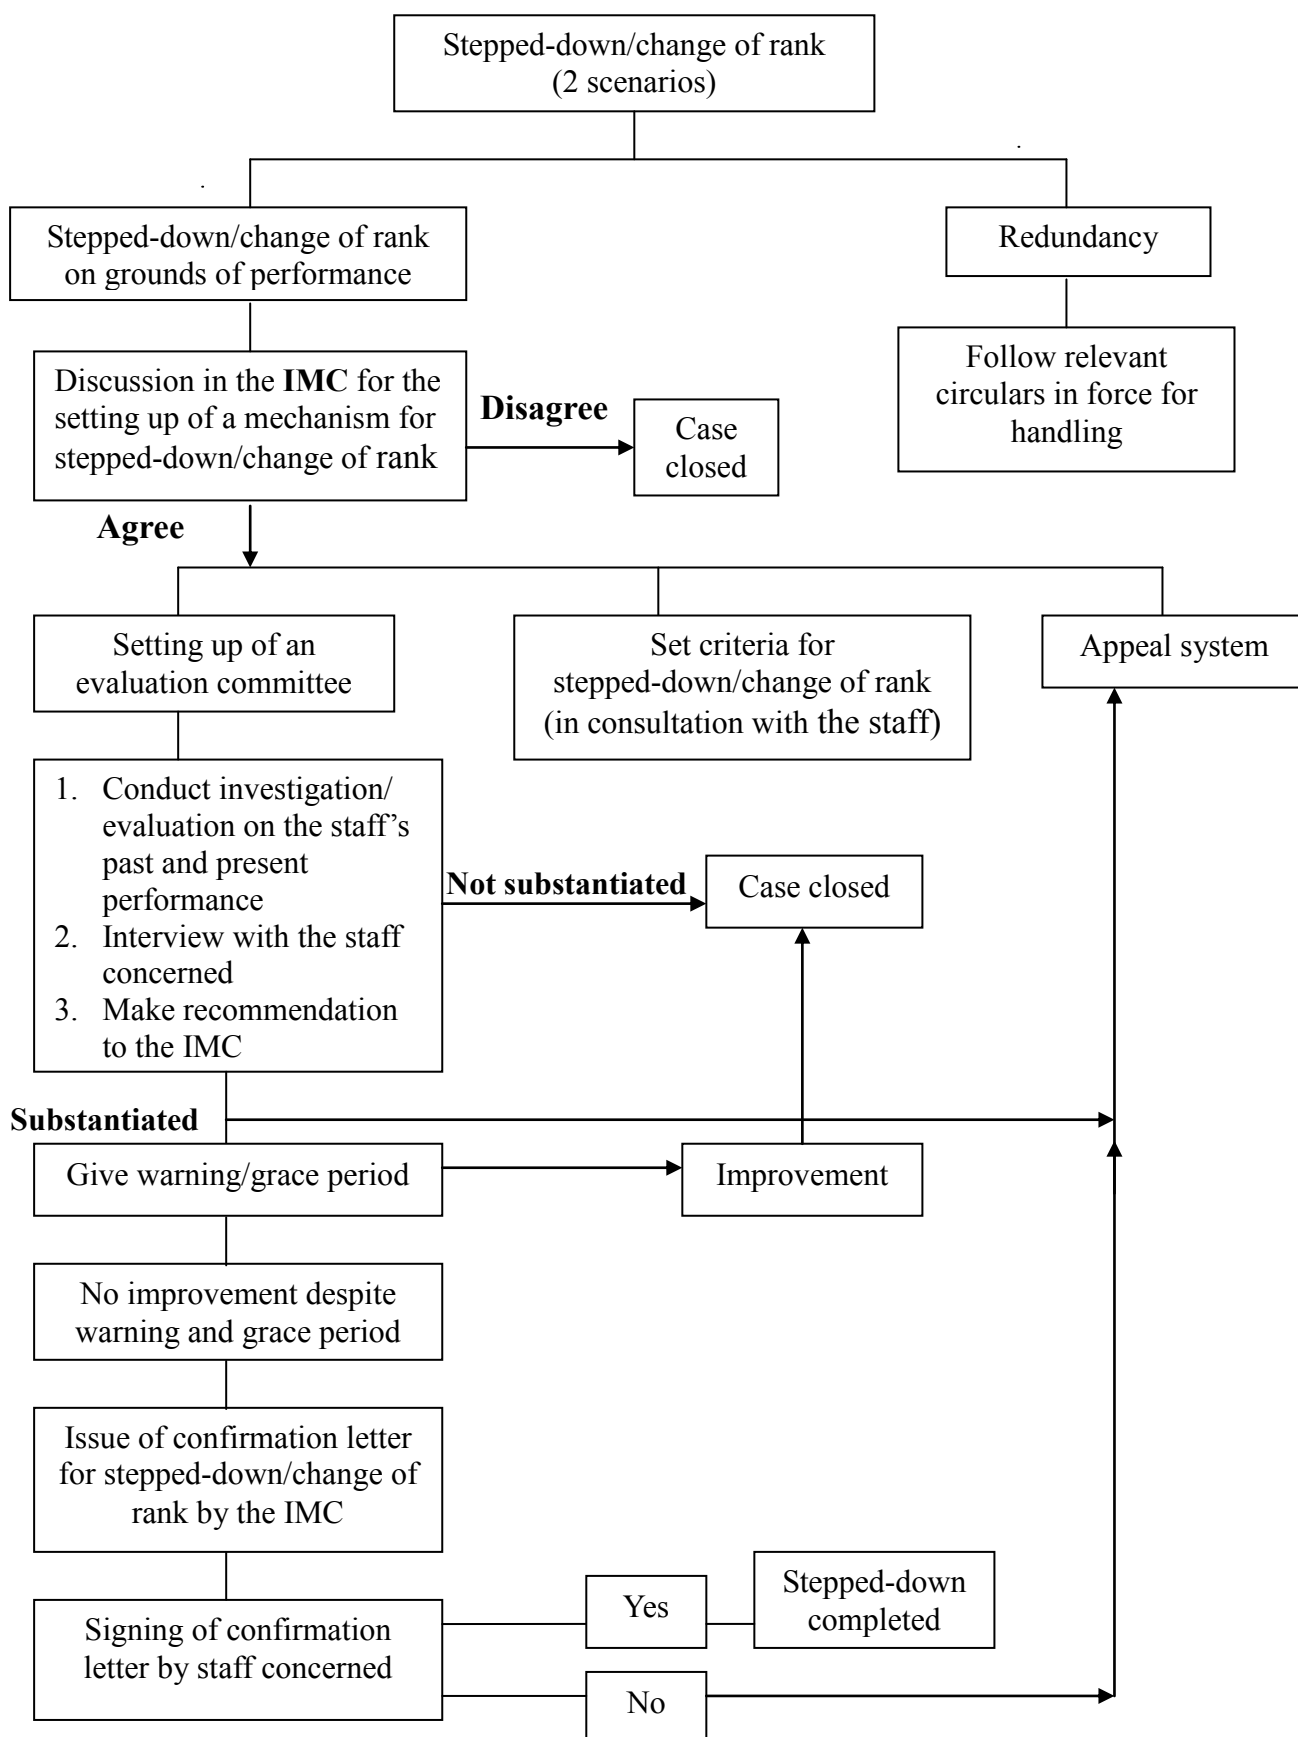 Stepped-down/change of rank
(2 scenarios)
Stepped-down/change of rank
on grounds of performance
Redundancy
Discussion in the IMC for the
setting up of a mechanism for
stepped-down/change of rank
Disagree
Case
closed
Follow relevant
circulars in force for
handling
Agree
Setting up of an
evaluation committee
Set criteria for
stepped-down/change of rank
(in consultation with the staff)
Appeal system
1. Conduct investigation/
evaluation on the staff’s
past and present
performance
2. Interview with the staff
concerned
3. Make recommendation
to the IMC
Not substantiated
Case closed
Substantiated
Give warning/grace period
Improvement
No improvement despite
warning and grace period
Issue of confirmation letter
for stepped-down/change of
rank by the IMC
Signing of confirmation
letter by staff concerned
Yes
Stepped-down
completed
No